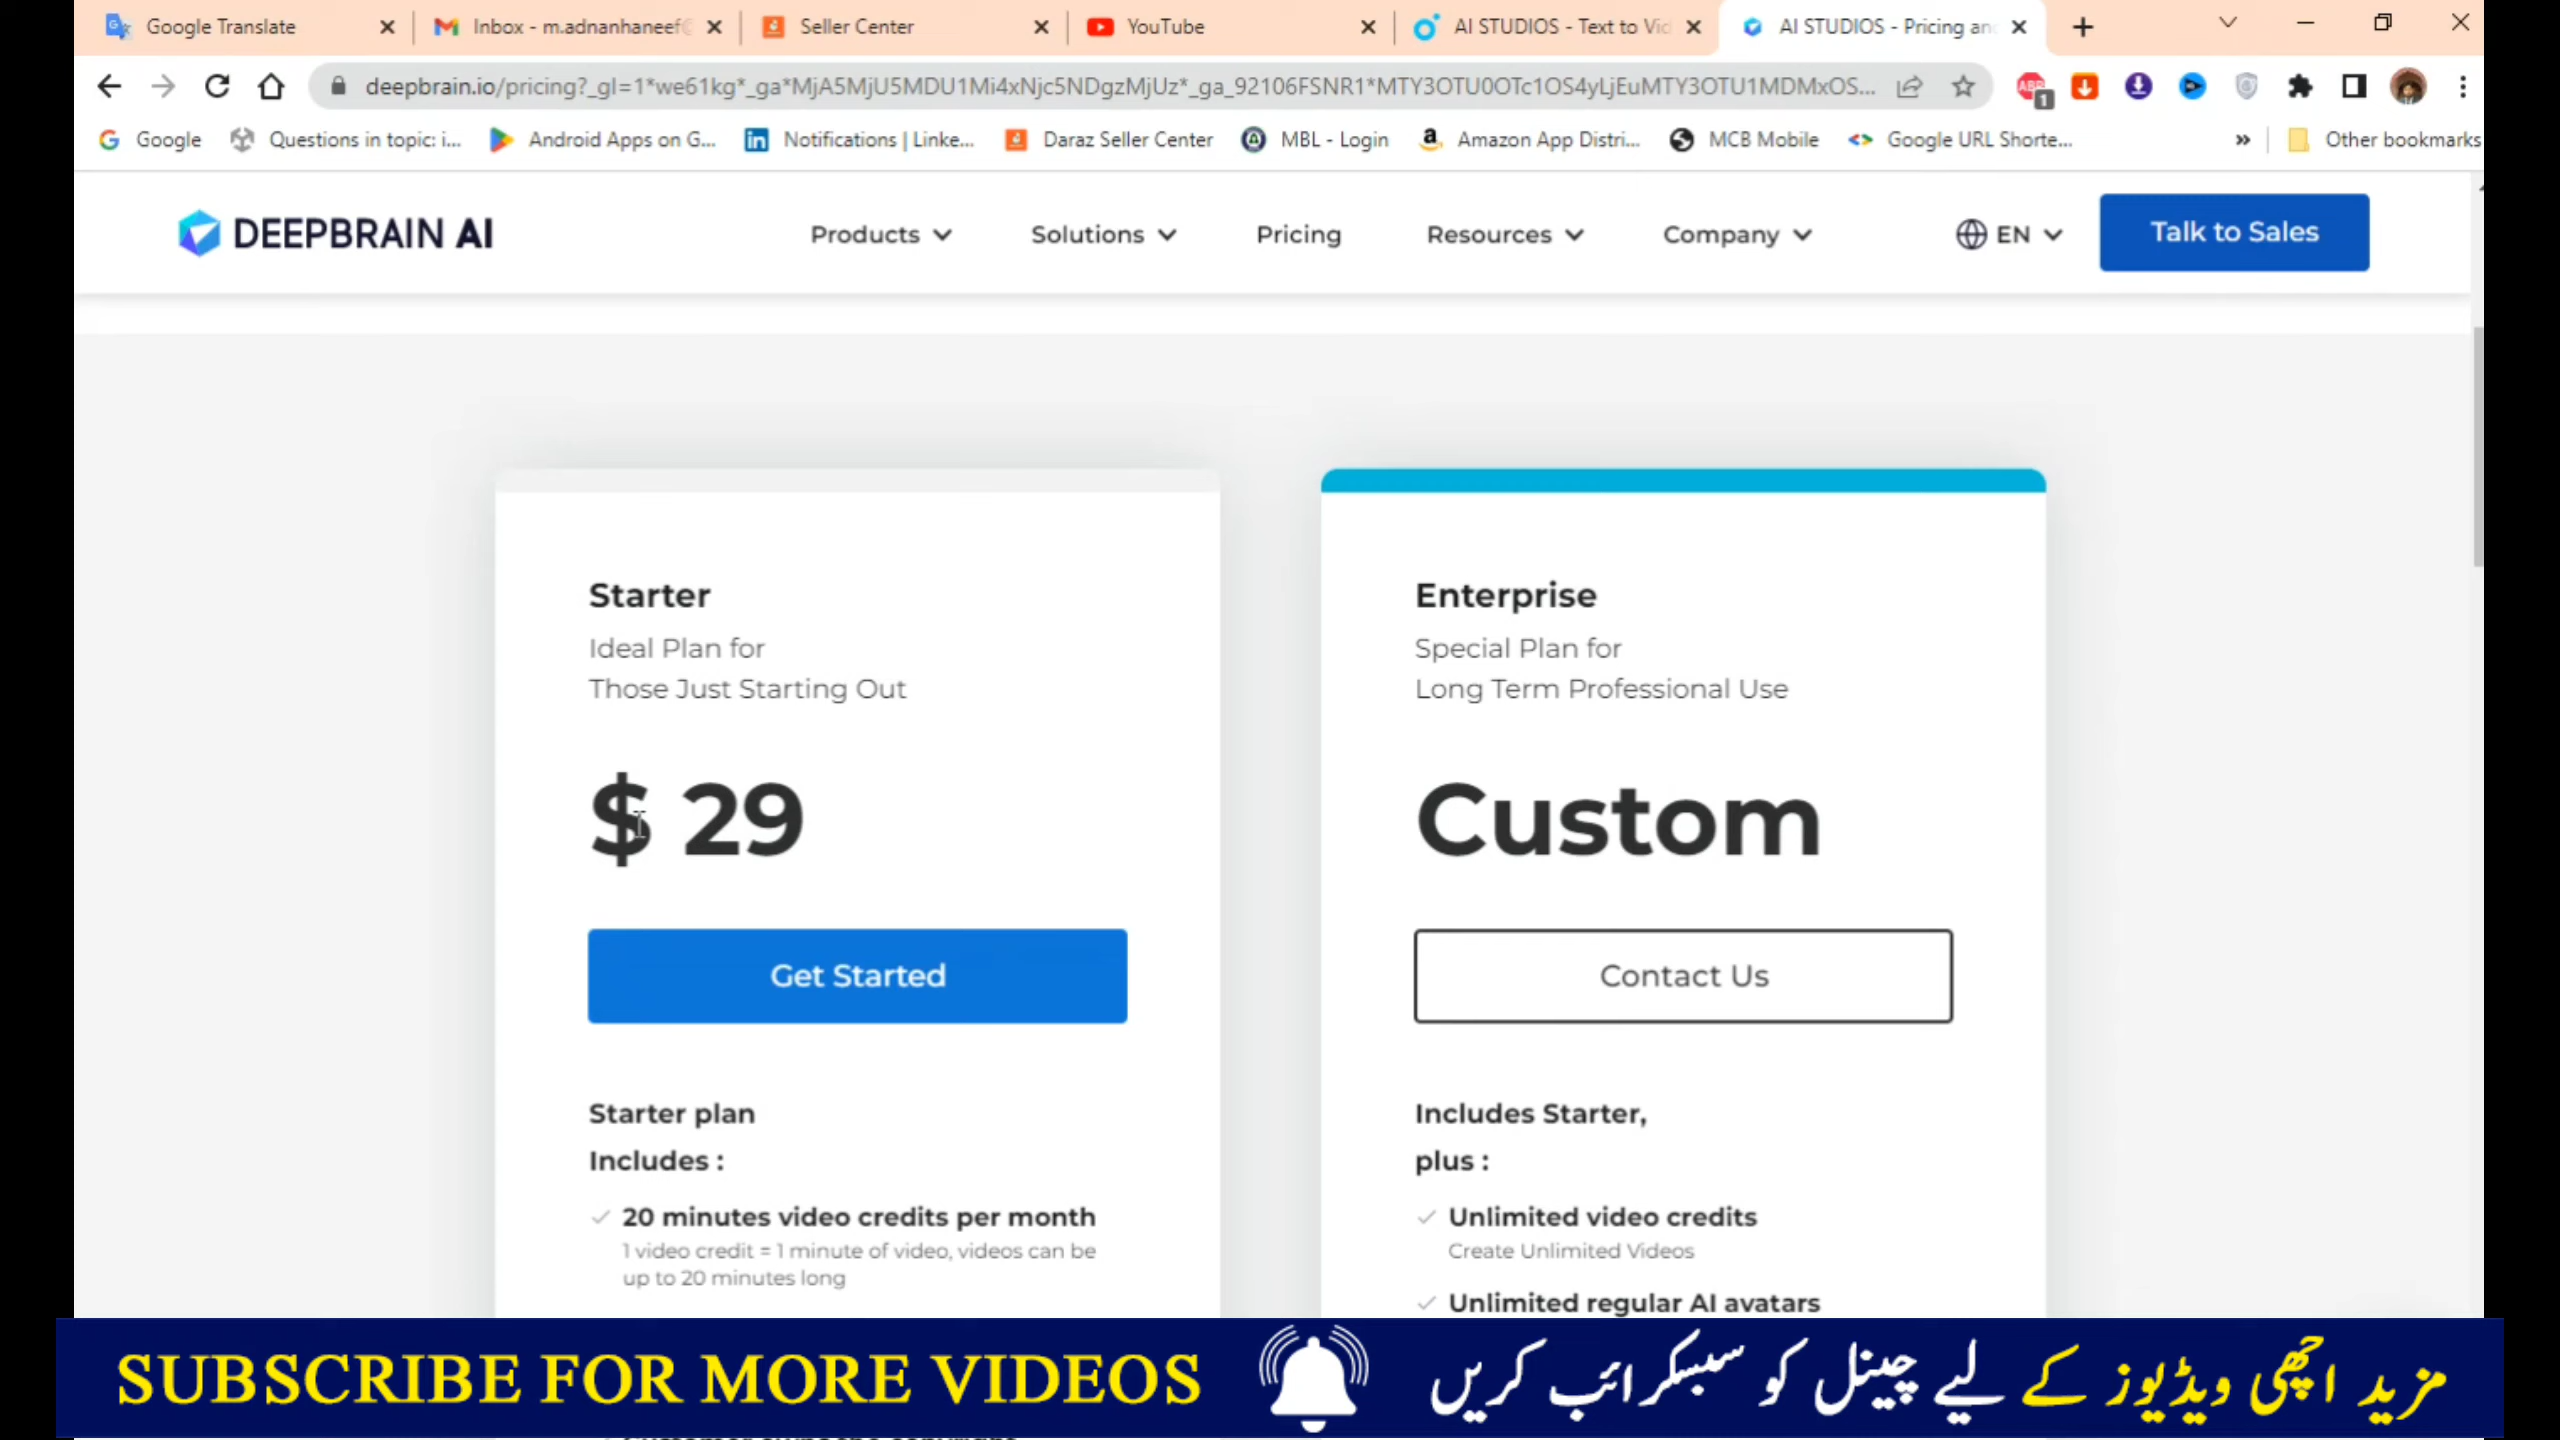 Google Translate
Inbox - m.adnanhaneef
Seller Center
YouTube
AI STUDIOS - Text to Vid
AI STUDIOS - Pricing an
deepbrain.io/pricing?_gl=1*we61kg*_ga*MjA5MjU5MDU1Mi4xNjc5NDgzMjUz*_ga_92106FSNR1*MTY3OTU0OTc1OS4yLjEuMTY3OTU1MDMxOS...
ABP
1
Google
Questions in topic: i...
Android Apps on G...
Notifications | Linke...
Daraz Seller Center
MBL - Login
Amazon App Distri...
MCB Mobile
Google URL Shorte...
»
Other bookmarks
DEEPBRAIN AI
Products
Solutions
Pricing
Resources
Company
EN
Talk to Sales
Starter
Ideal Plan for
Those Just Starting Out
$ 29
Get Started
Starter plan
Includes :
20 minutes video credits per month
1 video credit = 1 minute of video, videos can be
up to 20 minutes long
Enterprise
Special Plan for
Long Term Professional Use
Custom
Contact Us
Includes Starter,
plus :
Unlimited video credits
Create Unlimited Videos
Unlimited regular AI avatars
SUBSCRIBE FOR MORE VIDEOS
مزید اچھی ویڈیوز کے لیے چینل کو سبسکرائب کریں